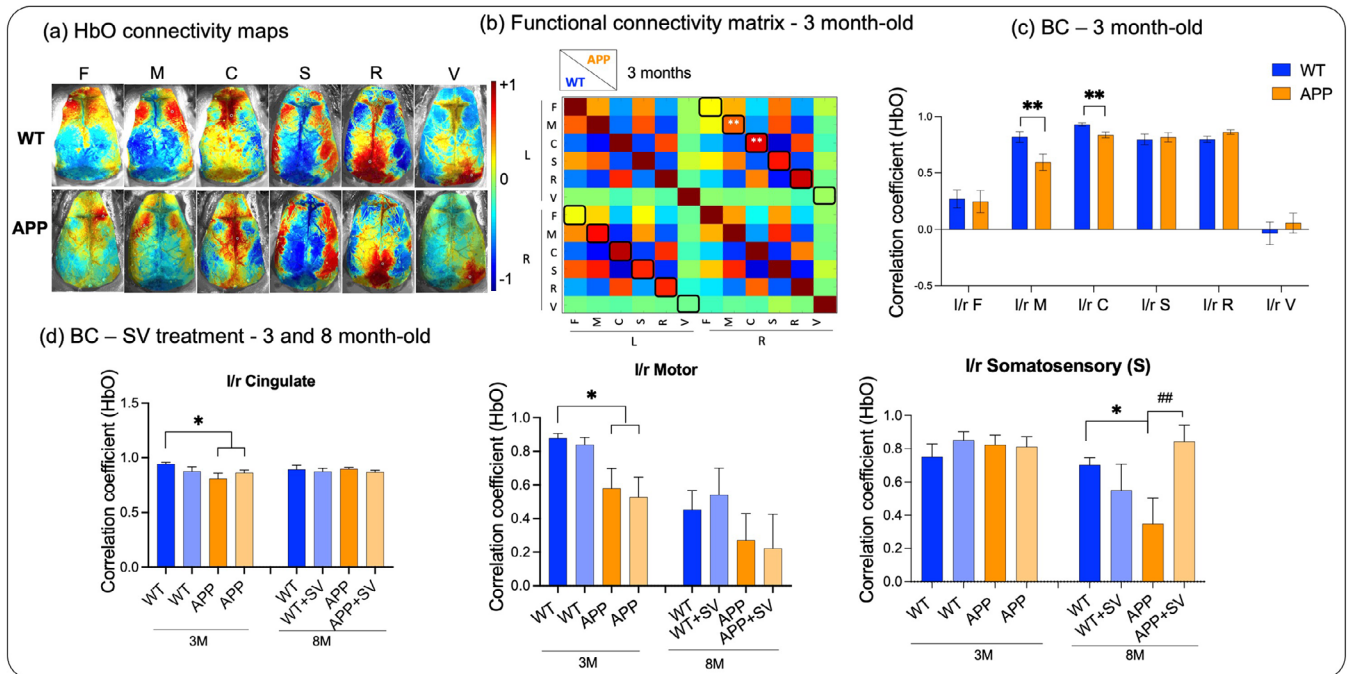 (a) HbO connectivity maps
F M C S R V
WT
APP
+1
0
-1
(b) Functional connectivity matrix - 3 month-old
APP
WT
3 months
L
F
M
C
S
R
V
R
F
M
C
S
R
V
**
**
F M C S R V F M C S R V
L R
(c) BC – 3 month-old
WT
APP
Correlation coefficient (HbO)
1.0
0.5
0.0
-0.5
** **
l/r F l/r M l/r C l/r S l/r R l/r V
(d) BC – SV treatment - 3 and 8 month-old
l/r Cingulate
Correlation coefficient (HbO)
1.5
1.0
0.5
0.0
*
WT WT APP APP WT WT+SV APP APP+SV
3M 8M
l/r Motor
Correlation coefficient (HbO)
1.0
0.8
0.6
0.4
0.2
0.0
*
WT WT APP APP WT WT+SV APP APP+SV
3M 8M
l/r Somatosensory (S)
Correlation coefficient (HbO)
1.0
0.8
0.6
0.4
0.2
0.0
* ##
WT WT APP APP WT WT+SV APP APP+SV
3M 8M